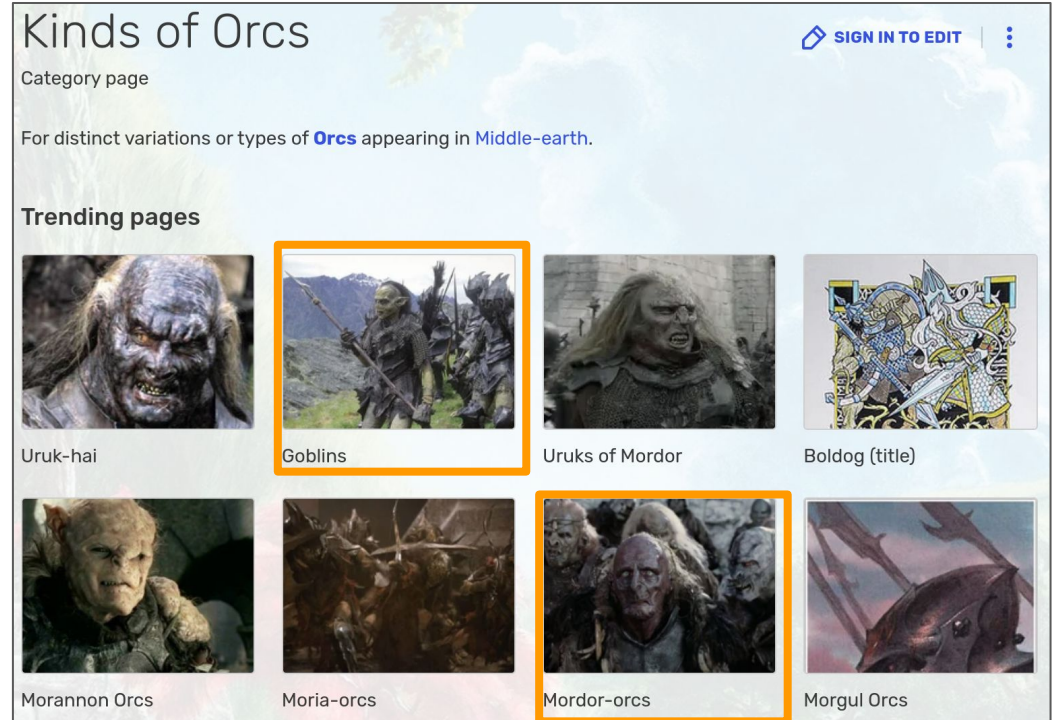 Kinds of Orcs
SIGN IN TO EDIT
Category page
For distinct variations or types of Orcs appearing in Middle-earth.
Trending pages
Uruk-hai
Goblins
Uruks of Mordor
Boldog (title)
Morannon Orcs
Moria-orcs
Mordor-orcs
Morgul Orcs